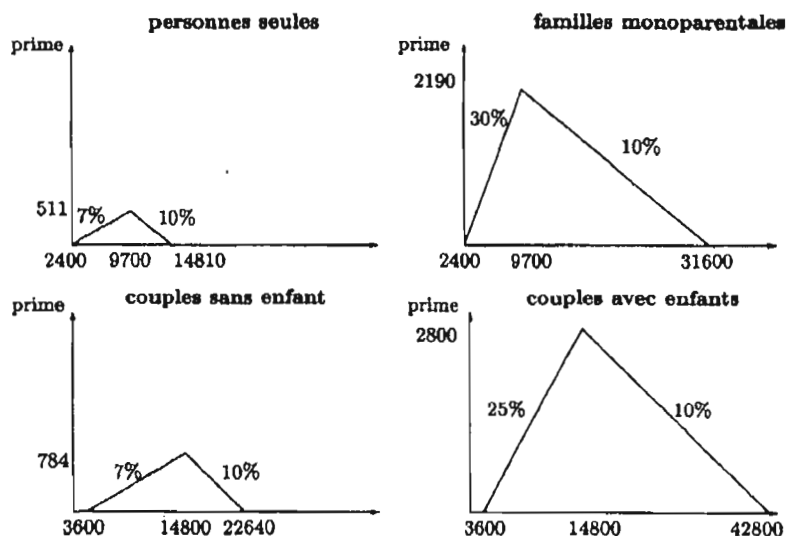 personnes seules
prime
511
7%
10%
2400 9700 14810
familles monoparentales
prime
2190
30%
10%
2400 9700 31600
couples sans enfant
prime
784
7%
10%
3600 14800 22640
couples avec enfants
prime
2800
25%
10%
3600 14800 42800